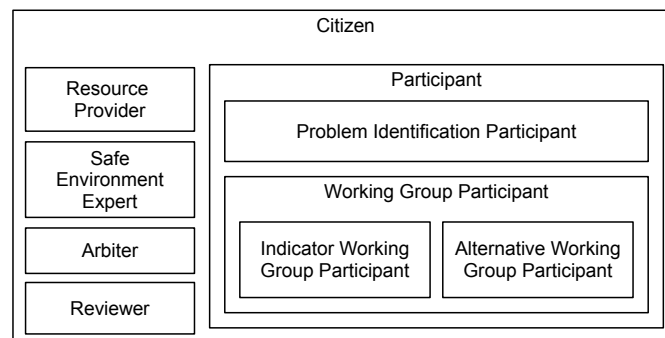 Citizen
Resource
Provider
Safe
Environment
Expert
Arbiter
Reviewer
Participant
Problem Identification Participant
Working Group Participant
Indicator Working
Group Participant
Alternative Working
Group Participant